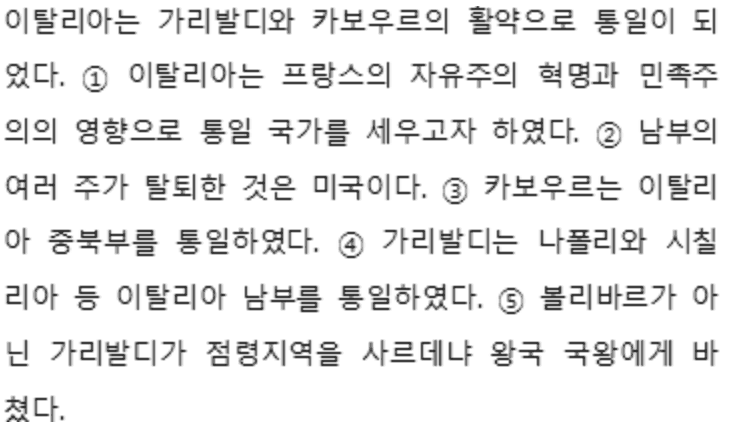 이탈리아는 가리발디와 카보우르의 활약으로 통일이 되
었다. ① 이탈리아는 프랑스의 자유주의 혁명과 민족주
의의 영향으로 통일 국가를 세우고자 하였다. ② 남부의
여러 주가 탈퇴한 것은 미국이다. ③ 카보우르는 이탈리
아 중북부를 통일하였다. ④ 가리발디는 나폴리와 시칠
리아 등 이탈리아 남부를 통일하였다. ⑤ 볼리바르가 아
닌 가리발디가 점령지역을 사르데냐 왕국 국왕에게 바
쳤다.